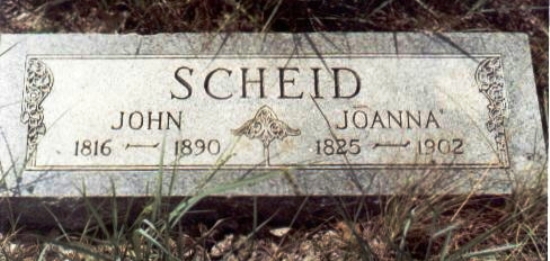 SCHEID
JOHN JOANNA
1816 — 1890 1825 — 1902